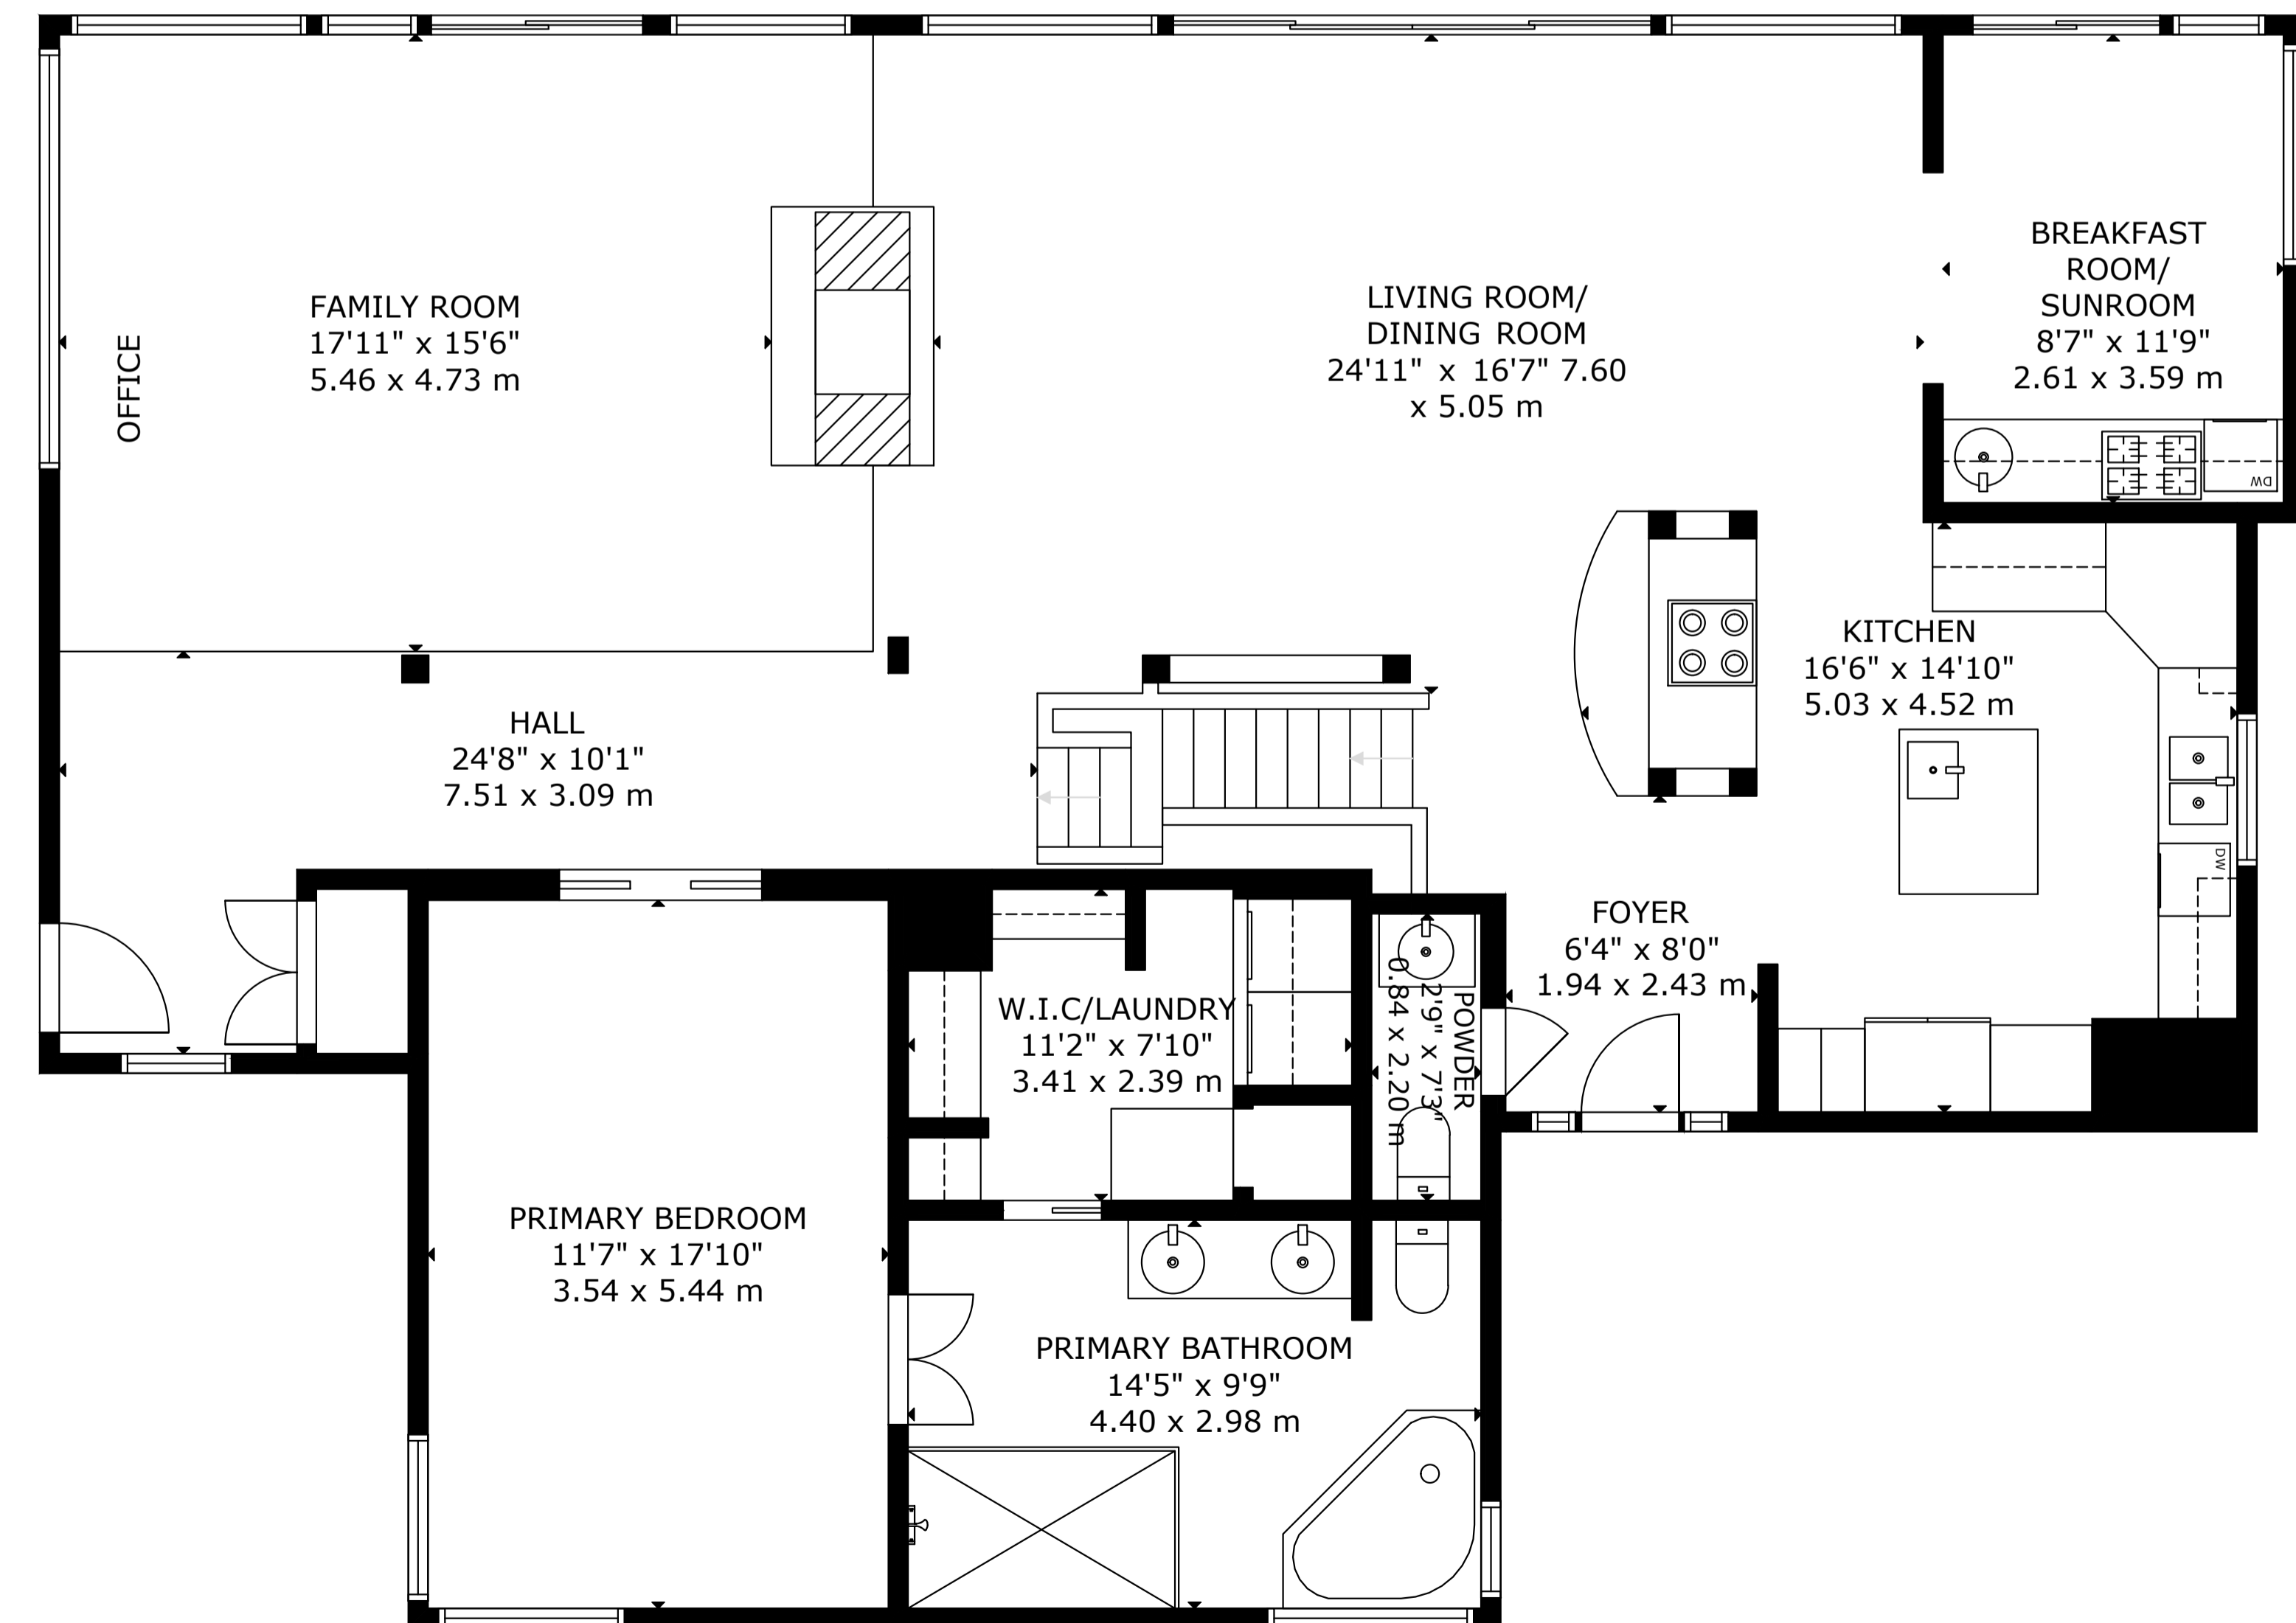 OFFICE
FAMILY ROOM
17'11" x 15'6"
5.46 x 4.73 m
LIVING ROOM/
DINING ROOM
24'11" x 16'7" 7.60
x 5.05 m
BREAKFAST
ROOM/
SUNROOM
8'7" x 11'9"
2.61 x 3.59 m
DW
KITCHEN
16'6" x 14'10"
5.03 x 4.52 m
DW
HALL
24'8" x 10'1"
7.51 x 3.09 m
FOYER
6'4" x 8'0"
1.94 x 2.43 m
W.I.C/LAUNDRY
11'2" x 7'10"
3.41 x 2.39 m
POWDER
2'9" x 7'3"
0.84 x 2.20 m
PRIMARY BEDROOM
11'7" x 17'10"
3.54 x 5.44 m
PRIMARY BATHROOM
14'5" x 9'9"
4.40 x 2.98 m